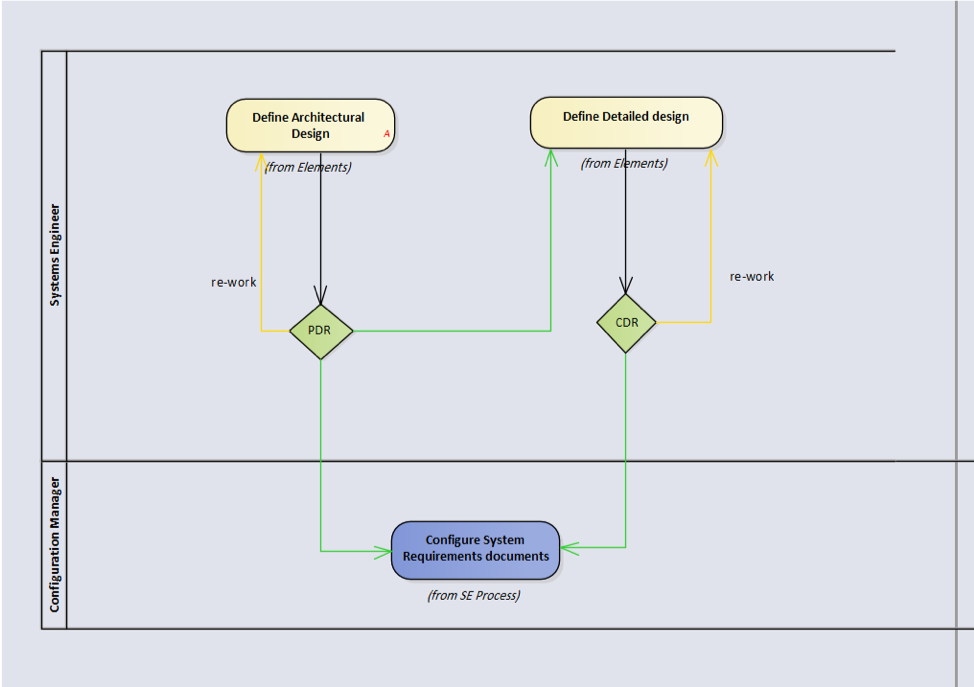 Systems Engineer
Define Architectural
Design
A
(from Elements)
Define Detailed design
(from Elements)
re-work
re-work
PDR
CDR
Configuration Manager
Configure System
Requirements documents
(from SE Process)